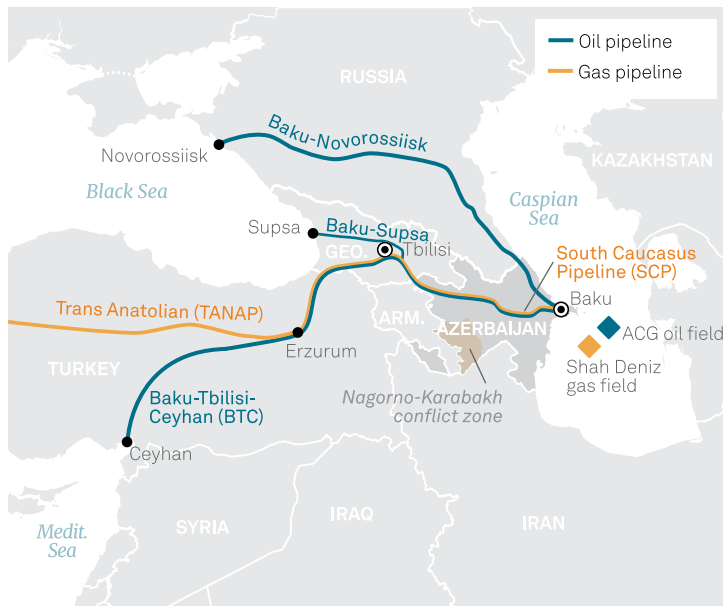 Oil pipeline
Gas pipeline
RUSSIA
Baku-Novorossiisk
Novorossiisk
KAZAKHSTAN
Black Sea
Caspian
Sea
Supsa
Baku-Supsa
GEO.
Tbilisi
South Caucasus
Pipeline (SCP)
Trans Anatolian (TANAP)
Baku
ARM.
AZERBAIJAN
ACG oil field
Erzurum
Shah Deniz
gas field
TURKEY
Baku-Tbilisi-
Ceyhan (BTC)
Nagorno-Karabakh
conflict zone
Ceyhan
Medit.
Sea
SYRIA
IRAQ
IRAN